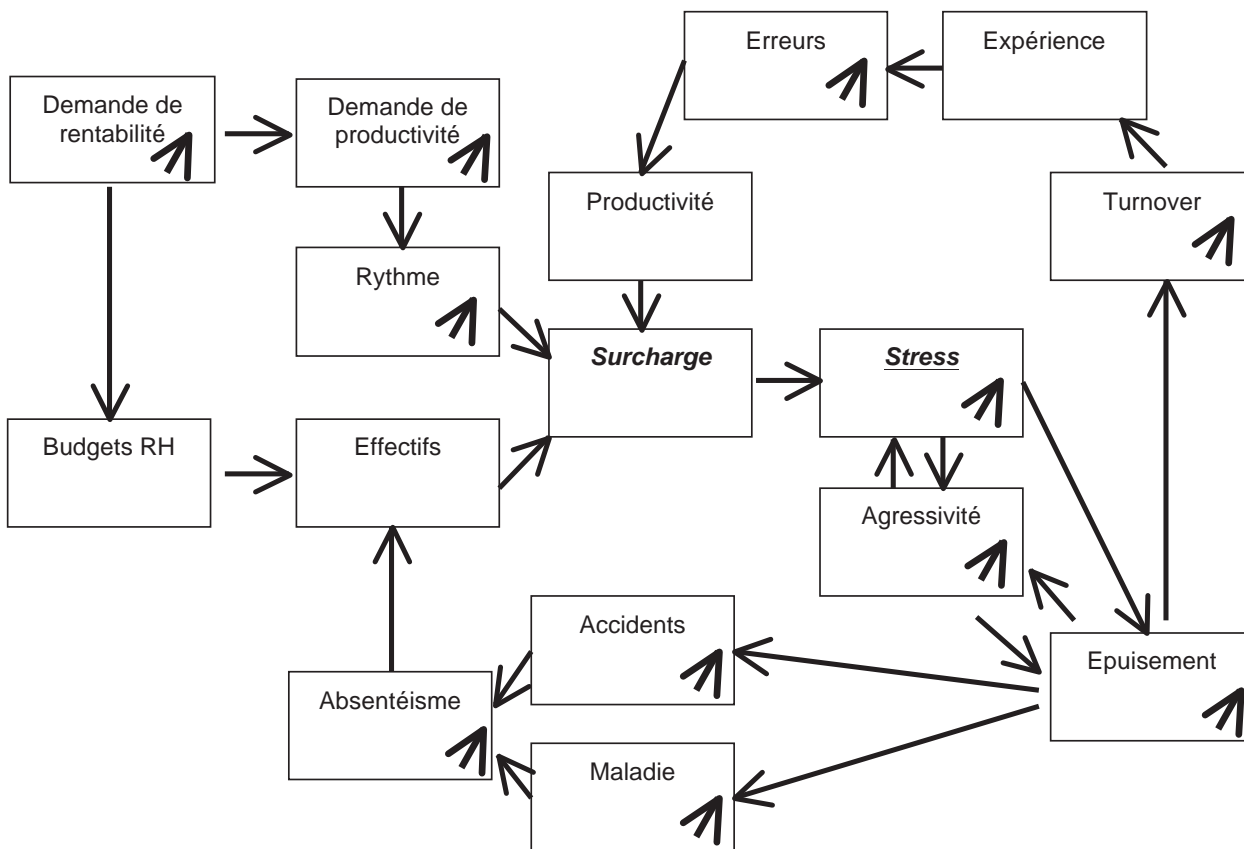 Erreurs
Expérience
Demande de
rentabilité
Demande de
productivité
Productivité
Turnover
Rythme
Surcharge
Stress
Budgets RH
Effectifs
Agressivité
Accidents
Epuisement
Absentéisme
Maladie